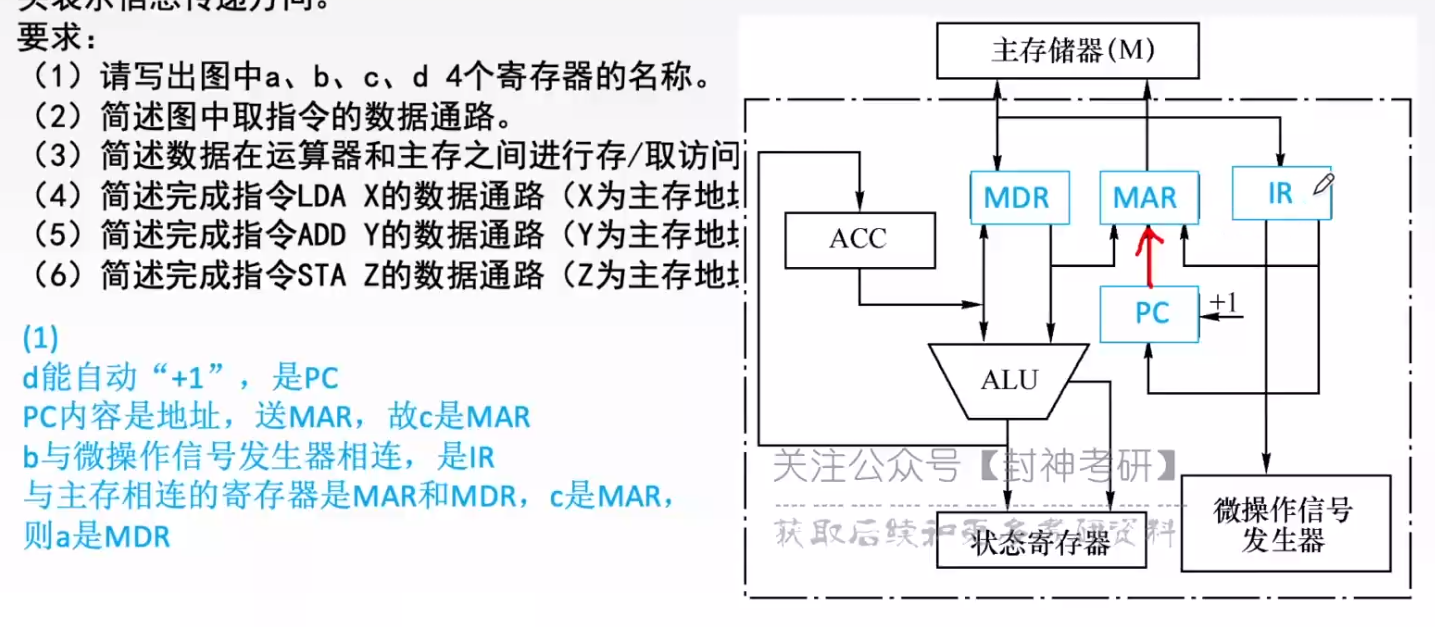 头表示信息传递方向。
要求：
（1）请写出图中a、b、c、d 4个寄存器的名称。
（2）简述图中取指令的数据通路。
（3）简述数据在运算器和主存之间进行存/取访问
（4）简述完成指令LDA X的数据通路（X为主存地址
（5）简述完成指令ADD Y的数据通路（Y为主存地址
（6）简述完成指令STA Z的数据通路（Z为主存地址
(1)
d能自动“+1”，是PC
PC内容是地址，送MAR，故c是MAR
b与微操作信号发生器相连，是IR
与主存相连的寄存器是MAR和MDR，c是MAR，
则a是MDR
主存储器(M)
MDR
MAR
IR
ACC
PC
+1
ALU
关注公众号【封神考研】
获取后续和更多考研资料
状态寄存器
微操作信号
发生器